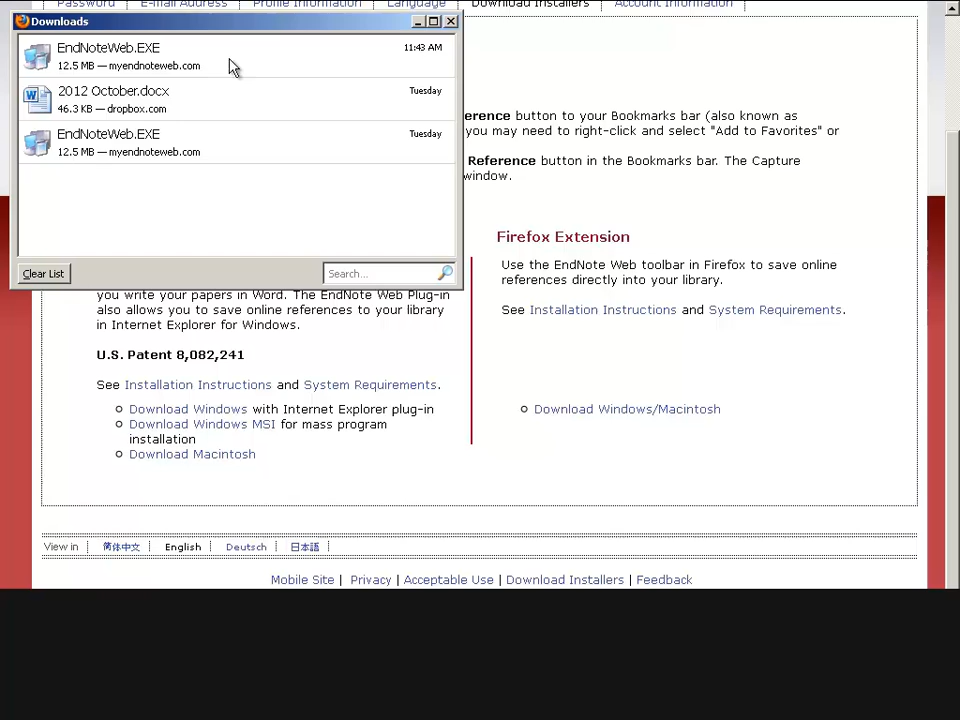 Password E-mail Address Profile Information Language Download Installers Account Information
Downloads
EndNoteWeb.EXE 11:43 AM
12.5 MB — myendnoteweb.com
2012 October.docx Tuesday
46.3 KB — dropbox.com
EndNoteWeb.EXE Tuesday
12.5 MB — myendnoteweb.com
Clear List
Search...
erence button to your Bookmarks bar (also known as
you may need to right-click and select "Add to Favorites" or
Reference button in the Bookmarks bar. The Capture
window.
you write your papers in Word. The EndNote Web Plug-in
also allows you to save online references to your library
in Internet Explorer for Windows.
U.S. Patent 8,082,241
See Installation Instructions and System Requirements.
Download Windows with Internet Explorer plug-in
Download Windows MSI for mass program
installation
Download Macintosh
Firefox Extension
Use the EndNote Web toolbar in Firefox to save online
references directly into your library.
See Installation Instructions and System Requirements.
Download Windows/Macintosh
View in 简体中文 English Deutsch 日本語
Mobile Site | Privacy | Acceptable Use | Download Installers | Feedback